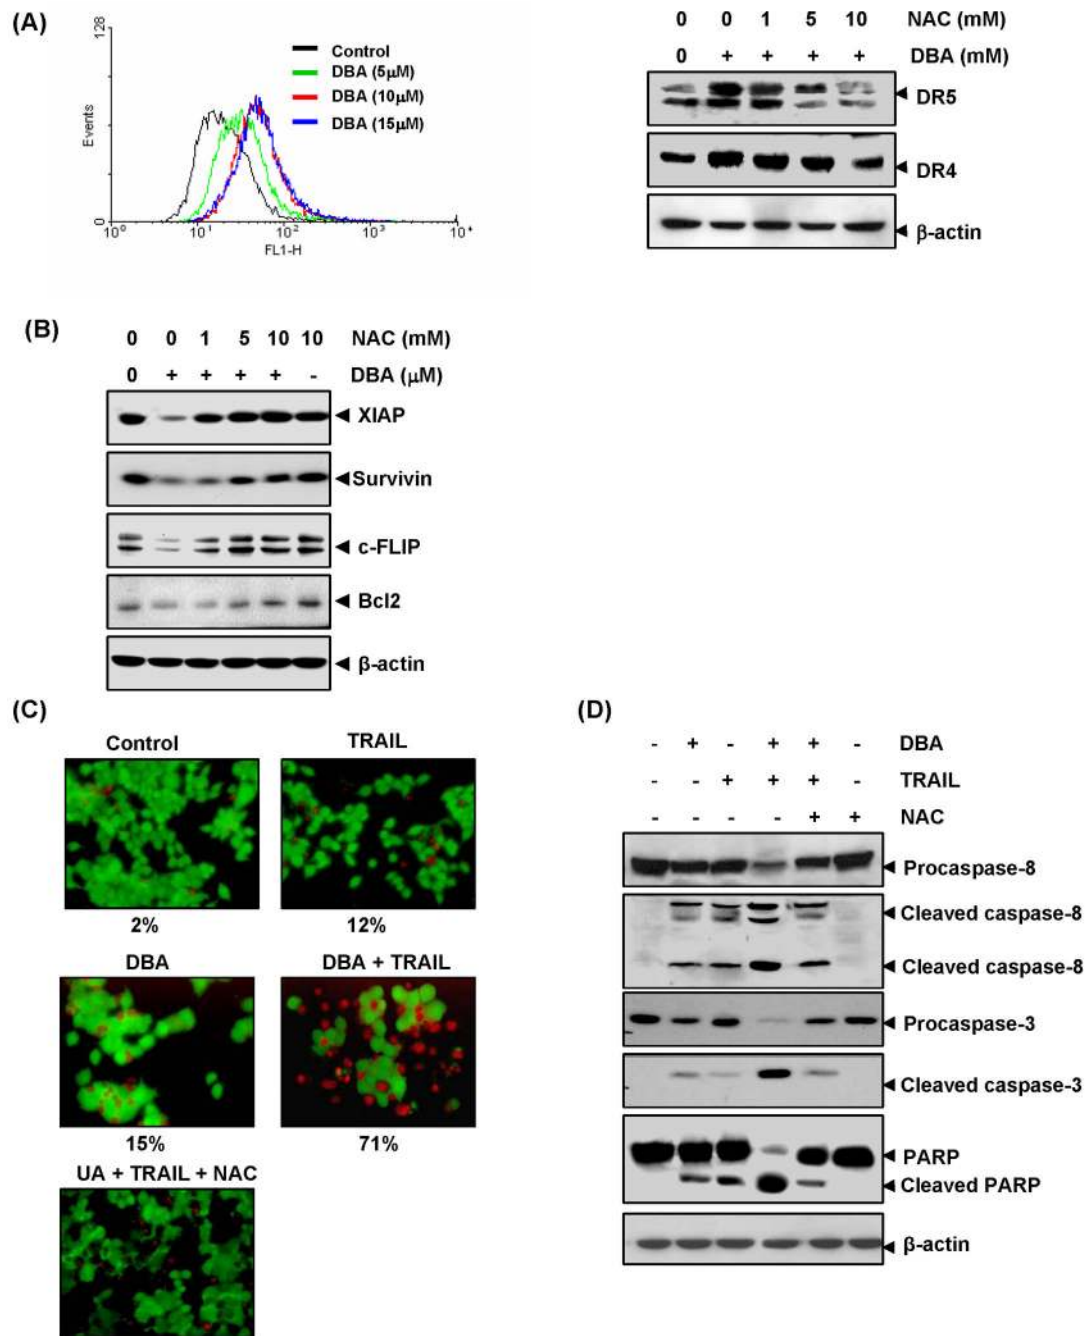 (A)
128
Events
0
Control
DBA (5μM)
DBA (10μM)
DBA (15μM)
10⁰ 10¹ 10² 10³ 10⁴
FL1-H
0 0 1 5 10 NAC (mM)
0 + + + + DBA (mM)
DR5
DR4
β-actin
(B)
0 0 1 5 10 10 NAC (mM)
0 + + + + - DBA (μM)
XIAP
Survivin
c-FLIP
Bcl2
β-actin
(C)
Control
TRAIL
2%
12%
DBA
DBA + TRAIL
15%
71%
UA + TRAIL + NAC
(D)
- + - + + - DBA
- - + + + - TRAIL
- - - - + + NAC
Procaspase-8
Cleaved caspase-8
Cleaved caspase-8
Procaspase-3
Cleaved caspase-3
PARP
Cleaved PARP
β-actin